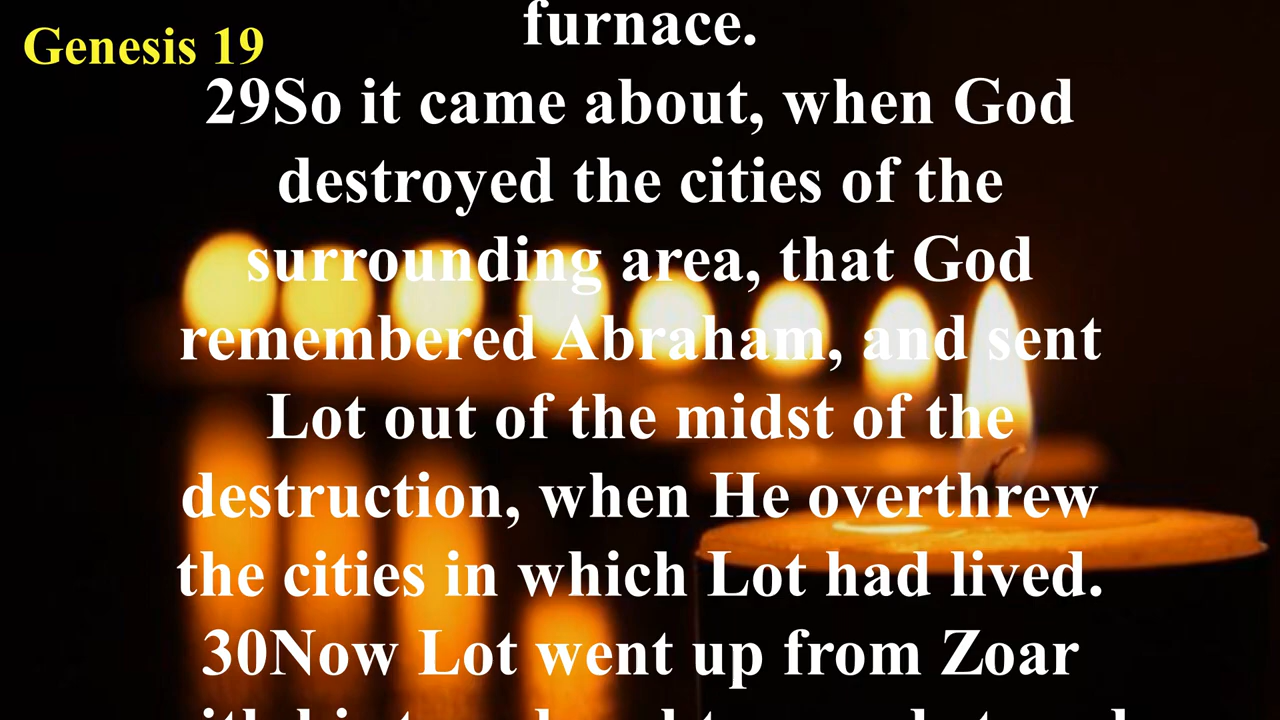 Genesis 19
furnace.
29So it came about, when God
destroyed the cities of the
surrounding area, that God
remembered Abraham, and sent
Lot out of the midst of the
destruction, when He overthrew
the cities in which Lot had lived.
30Now Lot went up from Zoar